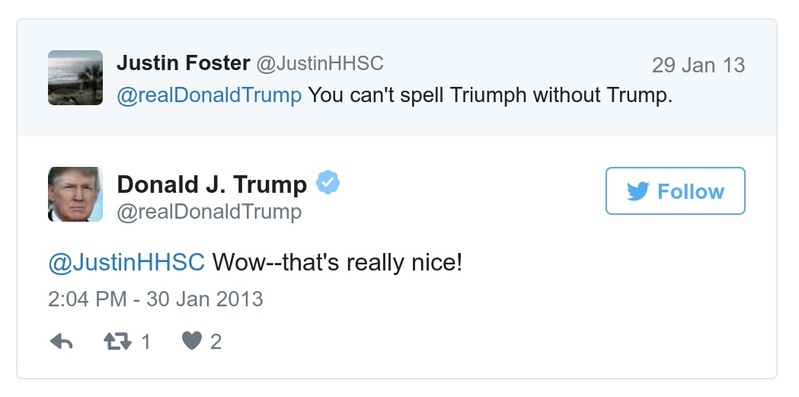 Justin Foster @JustinHHSC 29 Jan 13
@realDonaldTrump You can't spell Triumph without Trump.
Donald J. Trump
@realDonaldTrump
Follow
@JustinHHSC Wow--that's really nice!
2:04 PM - 30 Jan 2013
1 2